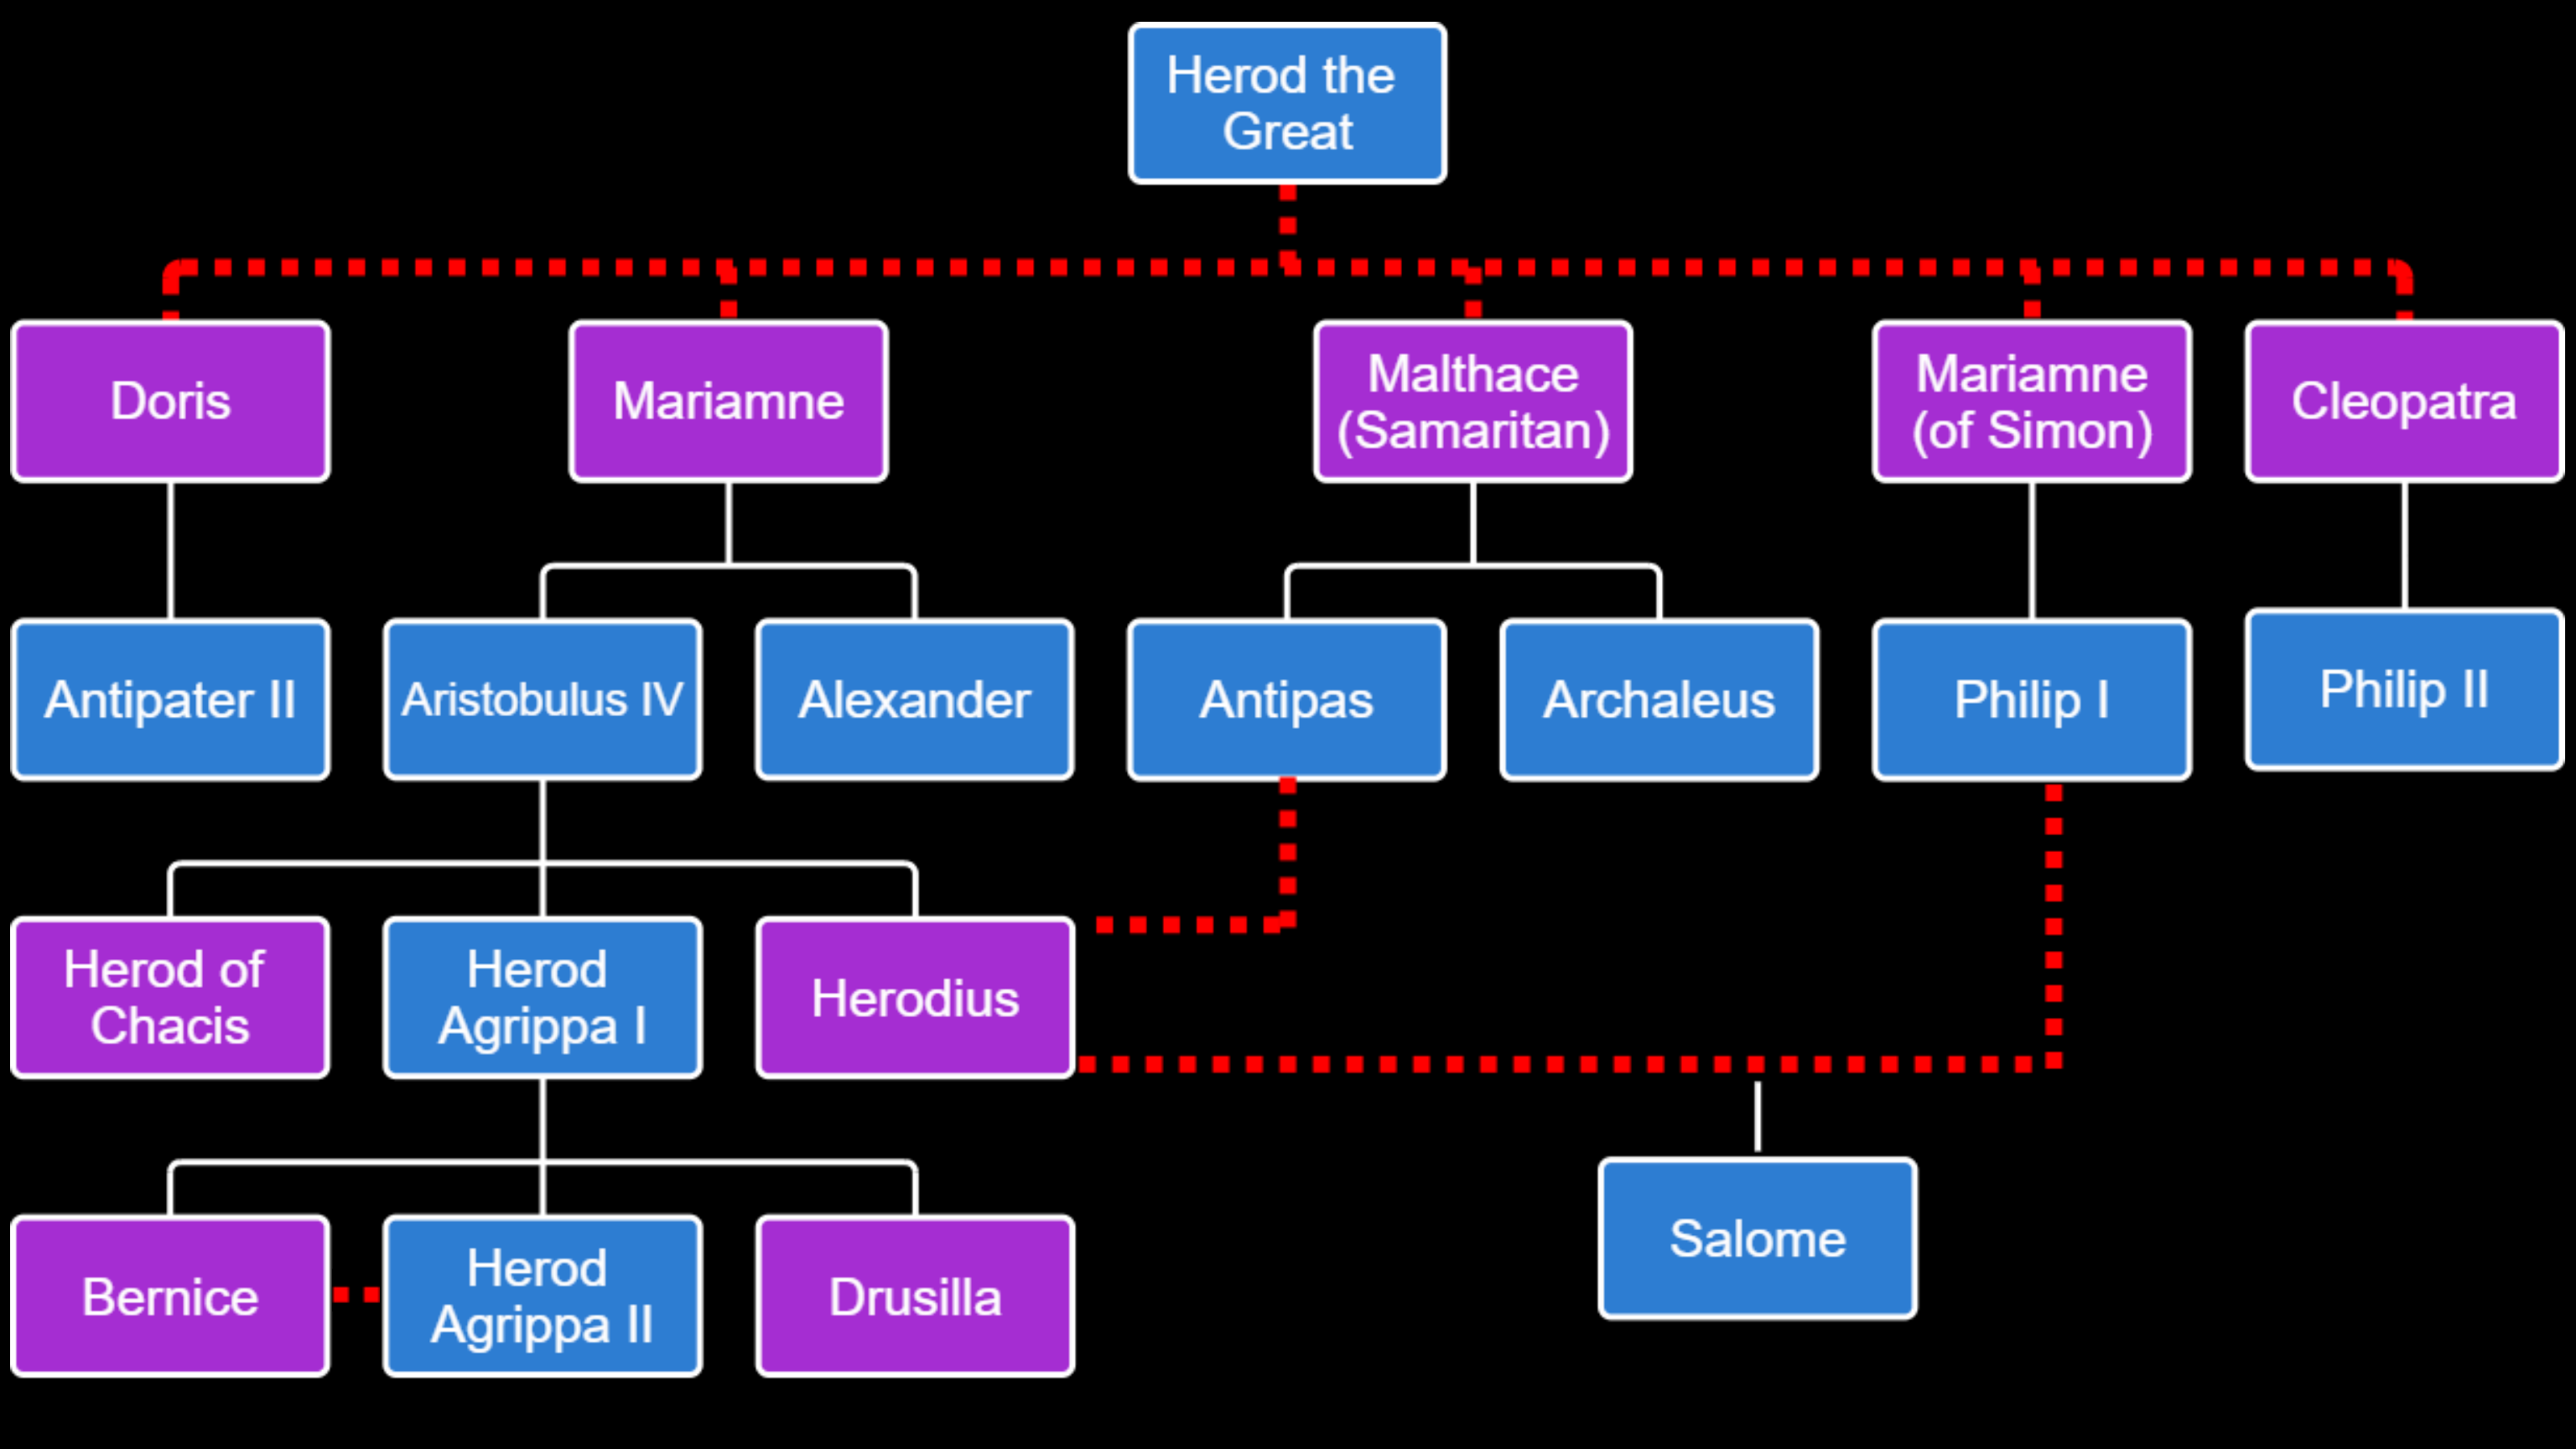 Herod the
Great
Doris
Mariamne
Malthace
(Samaritan)
Mariamne
(of Simon)
Cleopatra
Antipater II
Aristobulus IV
Alexander
Antipas
Archaleus
Philip I
Philip II
Herod of
Chacis
Herod
Agrippa I
Herodius
Bernice
Herod
Agrippa II
Drusilla
Salome